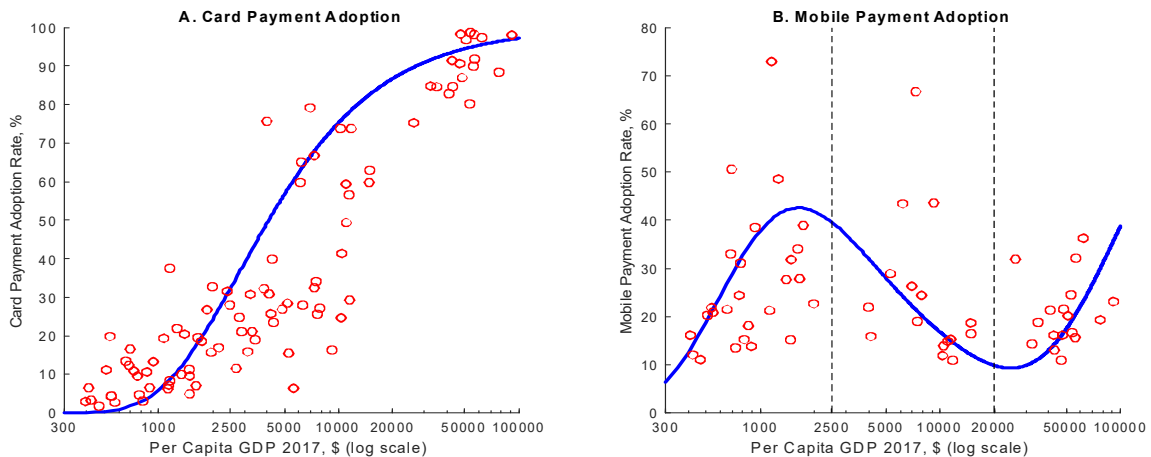 A. Card Payment Adoption
Card Payment Adoption Rate, %
100
90
80
70
60
50
40
30
20
10
0
300 1000 2500 5000 10000 20000 50000 100000
Per Capita GDP 2017, $ (log scale)
B. Mobile Payment Adoption
Mobile Payment Adoption Rate, %
80
70
60
50
40
30
20
10
0
300 1000 2500 5000 10000 20000 50000 100000
Per Capita GDP 2017, $ (log scale)